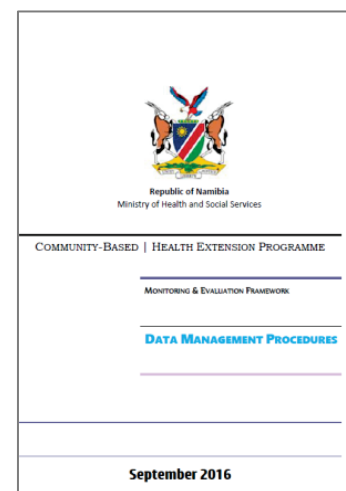 Republic of Namibia
Ministry of Health and Social Services
COMMUNITY-BASED | HEALTH EXTENSION PROGRAMME
MONITORING & EVALUATION FRAMEWORK
DATA MANAGEMENT PROCEDURES
September 2016